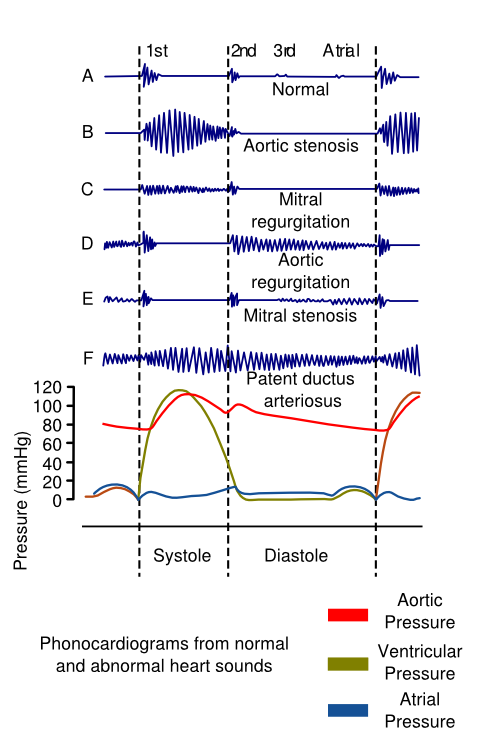 1st 2nd 3rd Atrial
A
Normal
B
Aortic stenosis
C
Mitral
regurgitation
D
Aortic
regurgitation
E
Mitral stenosis
F
Patent ductus
arteriosus
120
100
80
60
40
20
0
Pressure (mmHg)
Systole Diastole
Phonocardiograms from normal
and abnormal heart sounds
Aortic
Pressure
Ventricular
Pressure
Atrial
Pressure